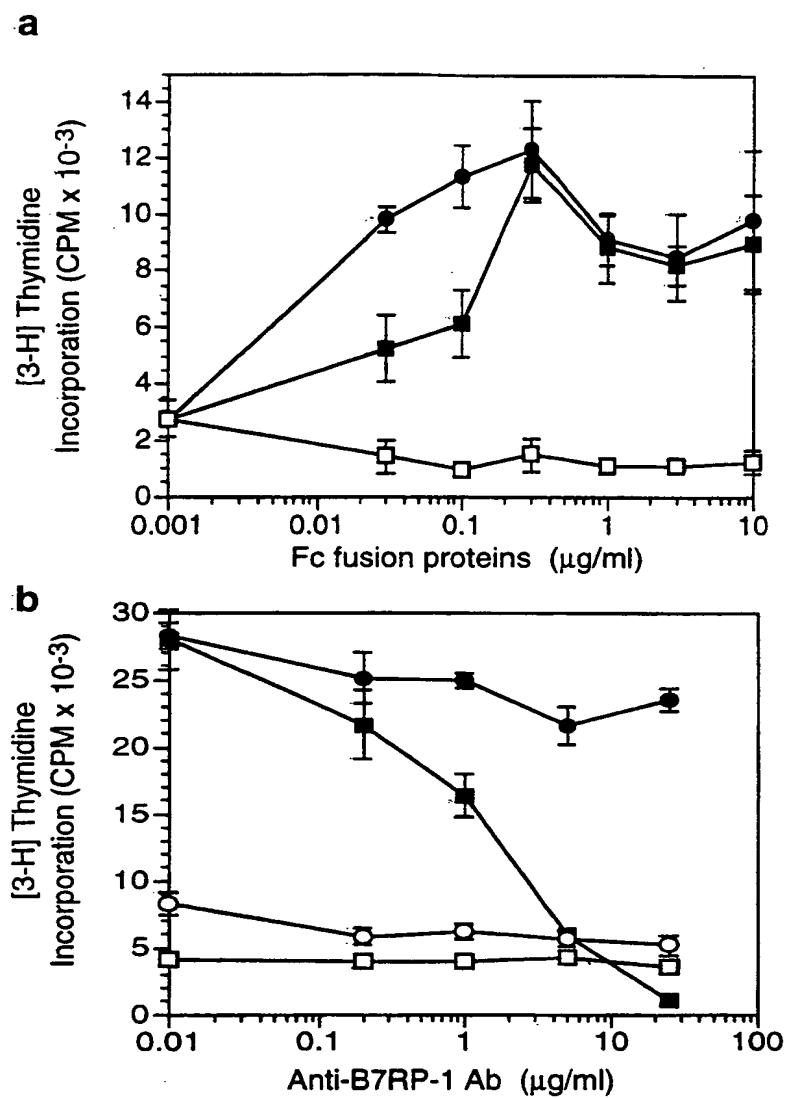 a
[3-H] Thymidine
Incorporation (CPM x 10-3)
14
12
10
8
6
4
2
0
0.001 0.01 0.1 1 10
Fc fusion proteins (µg/ml)
b
[3-H] Thymidine
Incorporation (CPM x 10-3)
30
25
20
15
10
5
0
0.01 0.1 1 10 100
Anti-B7RP-1 Ab (µg/ml)